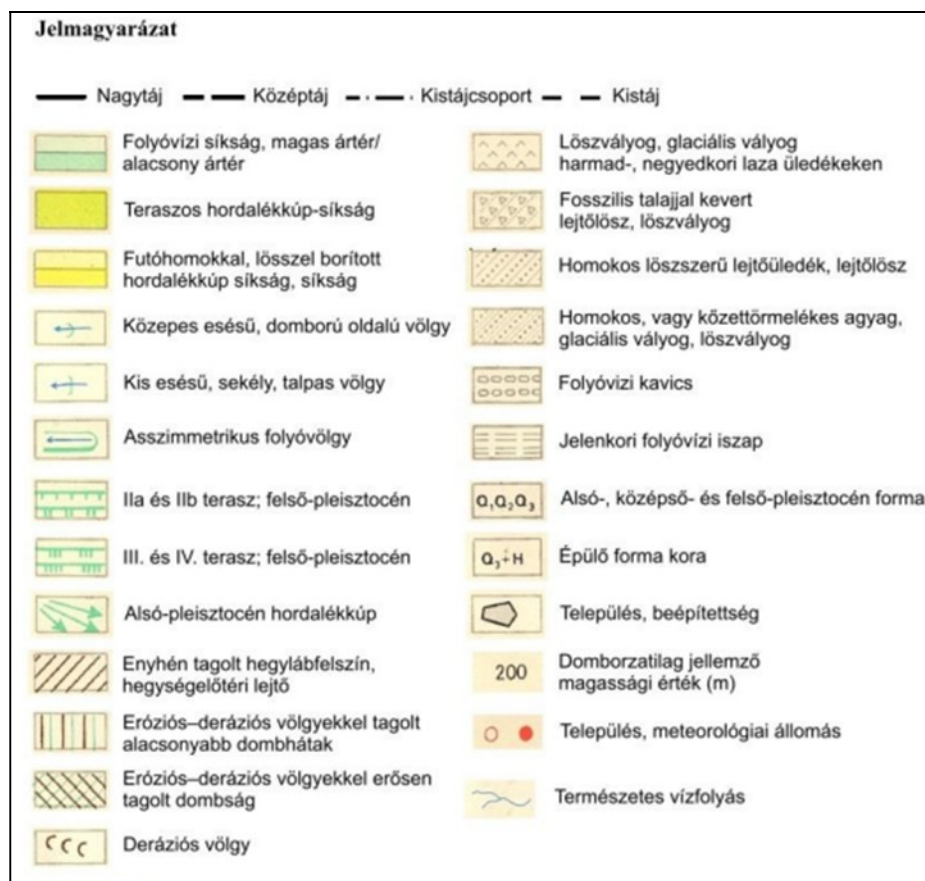 Jelmagyarázat
Nagytáj Középtáj Kistájcsoport Kistáj
Folyóvízi síkság, magas ártér/
alacsony ártér
Teraszos hordalékkúp-síkság
Futóhomokkal, lösszel borított
hordalékkúp síkság, síkság
Közepes esésű, domború oldalú völgy
Kis esésű, sekély, talpas völgy
Asszimmetrikus folyóvölgy
IIa és IIb terasz; felső-pleisztocén
III. és IV. terasz; felső-pleisztocén
Alsó-pleisztocén hordalékkúp
Enyhén tagolt hegylábfelszín,
hegységelőtéri lejtő
Eróziós–deráziós völgyekkel tagolt
alacsonyabb dombhátak
Eróziós–deráziós völgyekkel erősen
tagolt dombság
Deráziós völgy
Löszvályog, glaciális vályog
harmad-, negyedkori laza üledékeken
Fosszilis talajjal kevert
lejtőlösz, löszvályog
Homokos löszszerű lejtőüledék, lejtőlösz
Homokos, vagy kőzettörmelékes agyag,
glaciális vályog, löszvályog
Folyóvizi kavics
Jelenkori folyóvízi iszap
Q₁Q₂Q₃ Alsó-, középső- és felső-pleisztocén forma
Q₃÷H Épülő forma kora
Település, beépítettség
200 Domborzatilag jellemző
magassági érték (m)
Település, meteorológiai állomás
Természetes vízfolyás